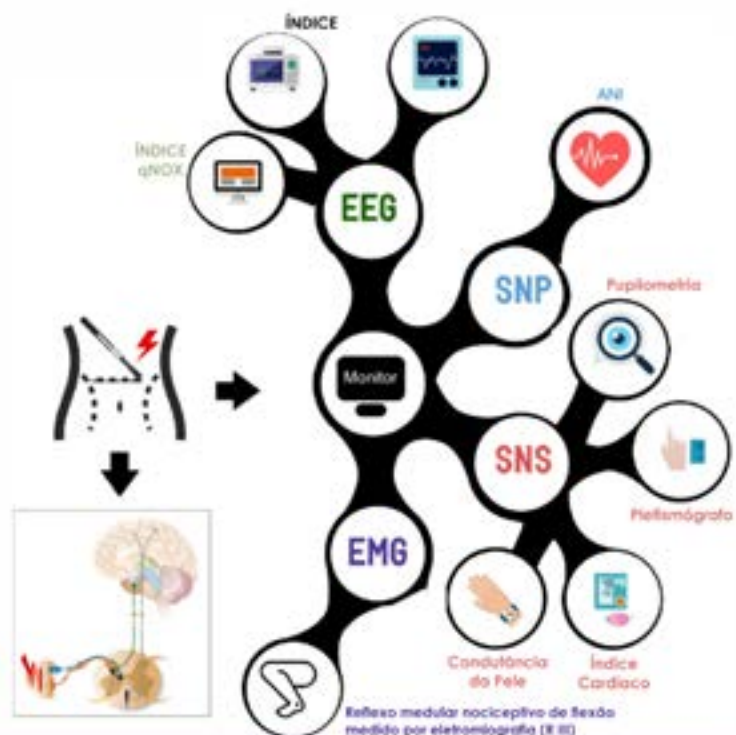 ÍNDICE
ANI
ÍNDICE
qNOX
EEG
SNP
Pupilometria
Monitor
SNS
Pletismógrafo
EMG
Condutância
da Pele
Índice
Cardíaco
Reflexo medular nociceptivo de flexão
medido por eletromiografia (R III)